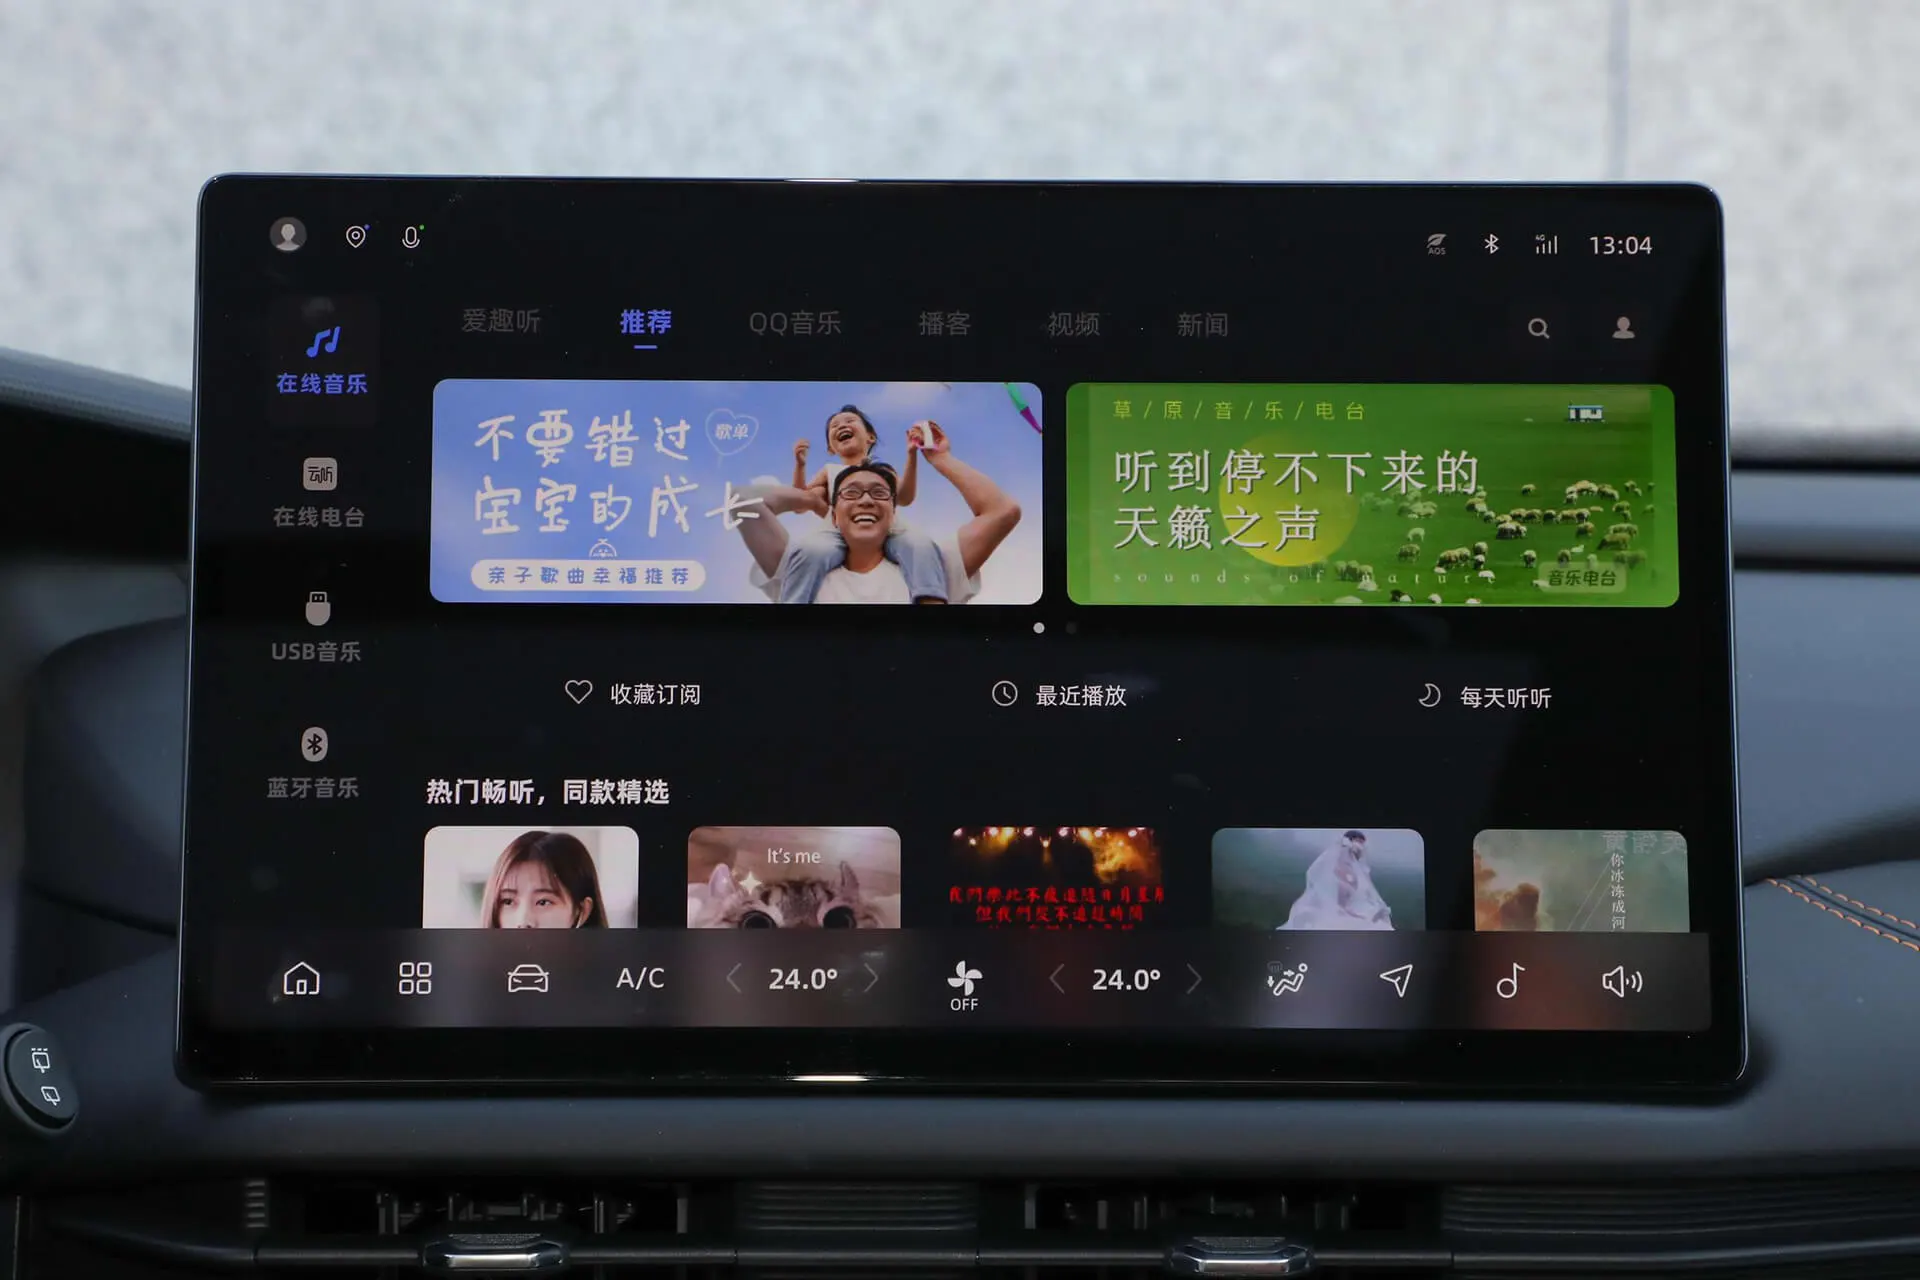 AQS
4G
13:04
爱趣听
推荐
QQ音乐
播客
视频
新闻
在线音乐
云听
在线电台
USB音乐
蓝牙音乐
不要错过
歌单
宝宝的成长
亲子歌曲幸福推荐
草/原/音/乐/电台
听到停不下来的
天籁之声
sounds of nature
音乐电台
收藏订阅
最近播放
每天听听
热门畅听，同款精选
It's me
你冰冻成河
A/C
24.0°
OFF
24.0°